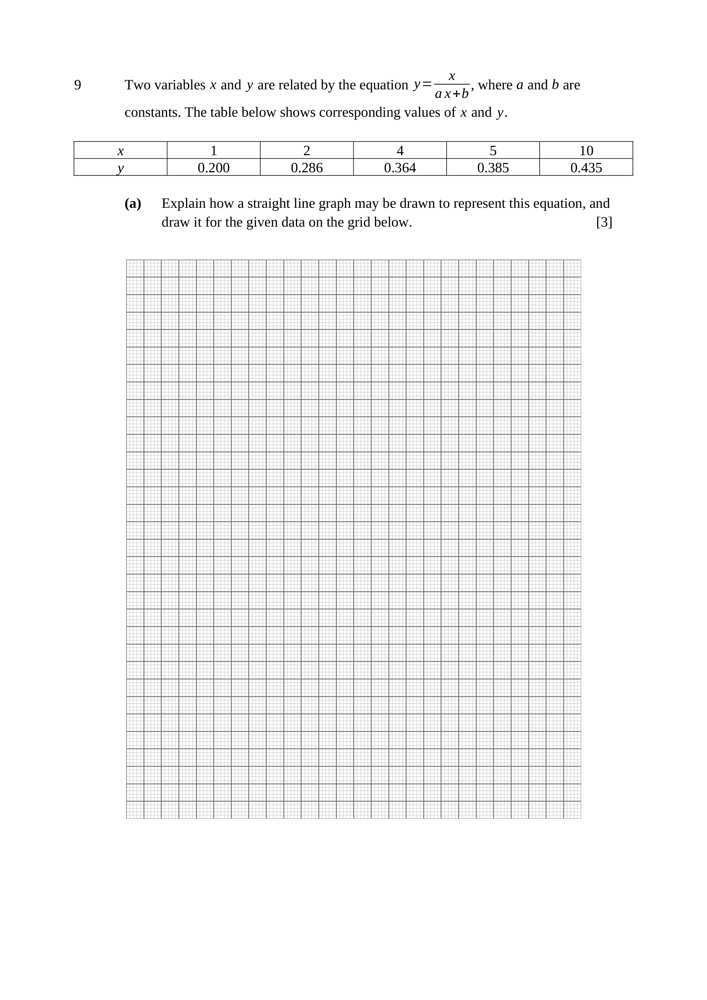 9 Two variables x and y are related by the equation y = x / (a x + b), where a and b are
constants. The table below shows corresponding values of x and y.
x 1 2 4 5 10
y 0.200 0.286 0.364 0.385 0.435
(a) Explain how a straight line graph may be drawn to represent this equation, and
draw it for the given data on the grid below. [3]